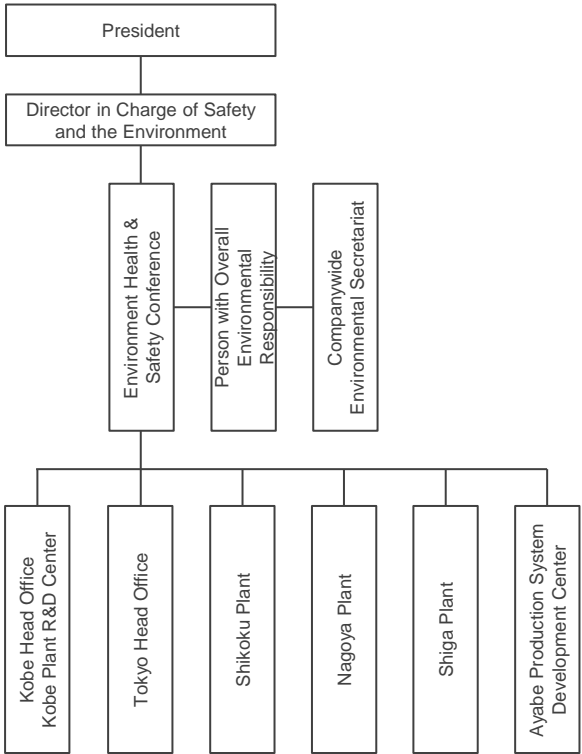 President
Director in Charge of Safety
and the Environment
Environment Health &
Safety Conference
Person with Overall
Environmental
Responsibility
Companywide
Environmental Secretariat
Kobe Head Office
Kobe Plant R&D Center
Tokyo Head Office
Shikoku Plant
Nagoya Plant
Shiga Plant
Ayabe Production System
Development Center